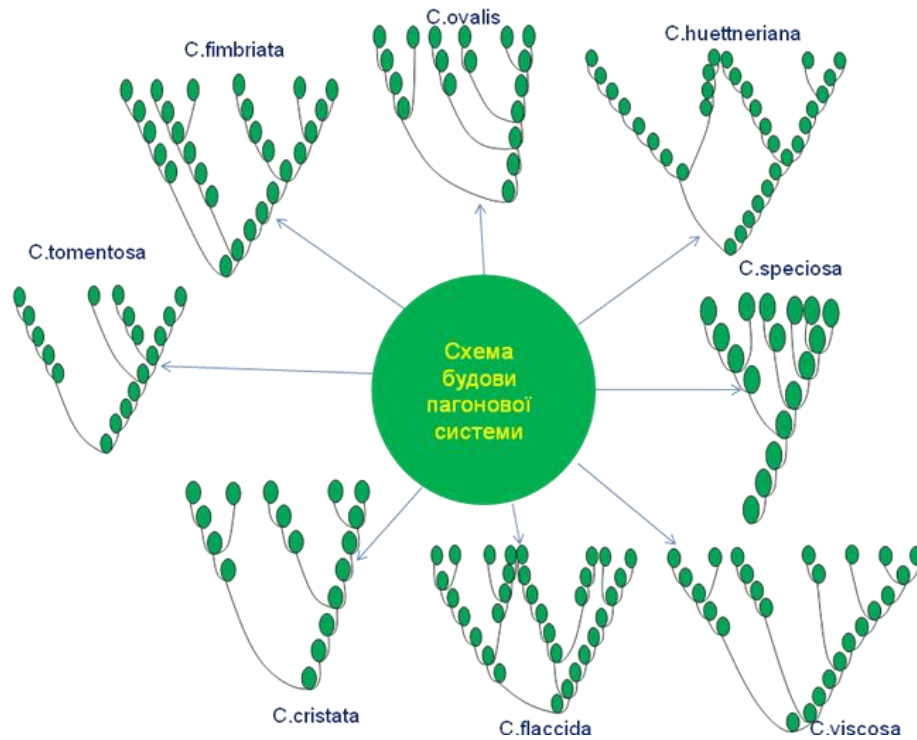 C.ovalis
C.fimbriata
C.huettneriana
C.tomentosa
C.speciosa
Схема
будови
пагонової
системи
C.cristata
C.flaccida
C.viscosa